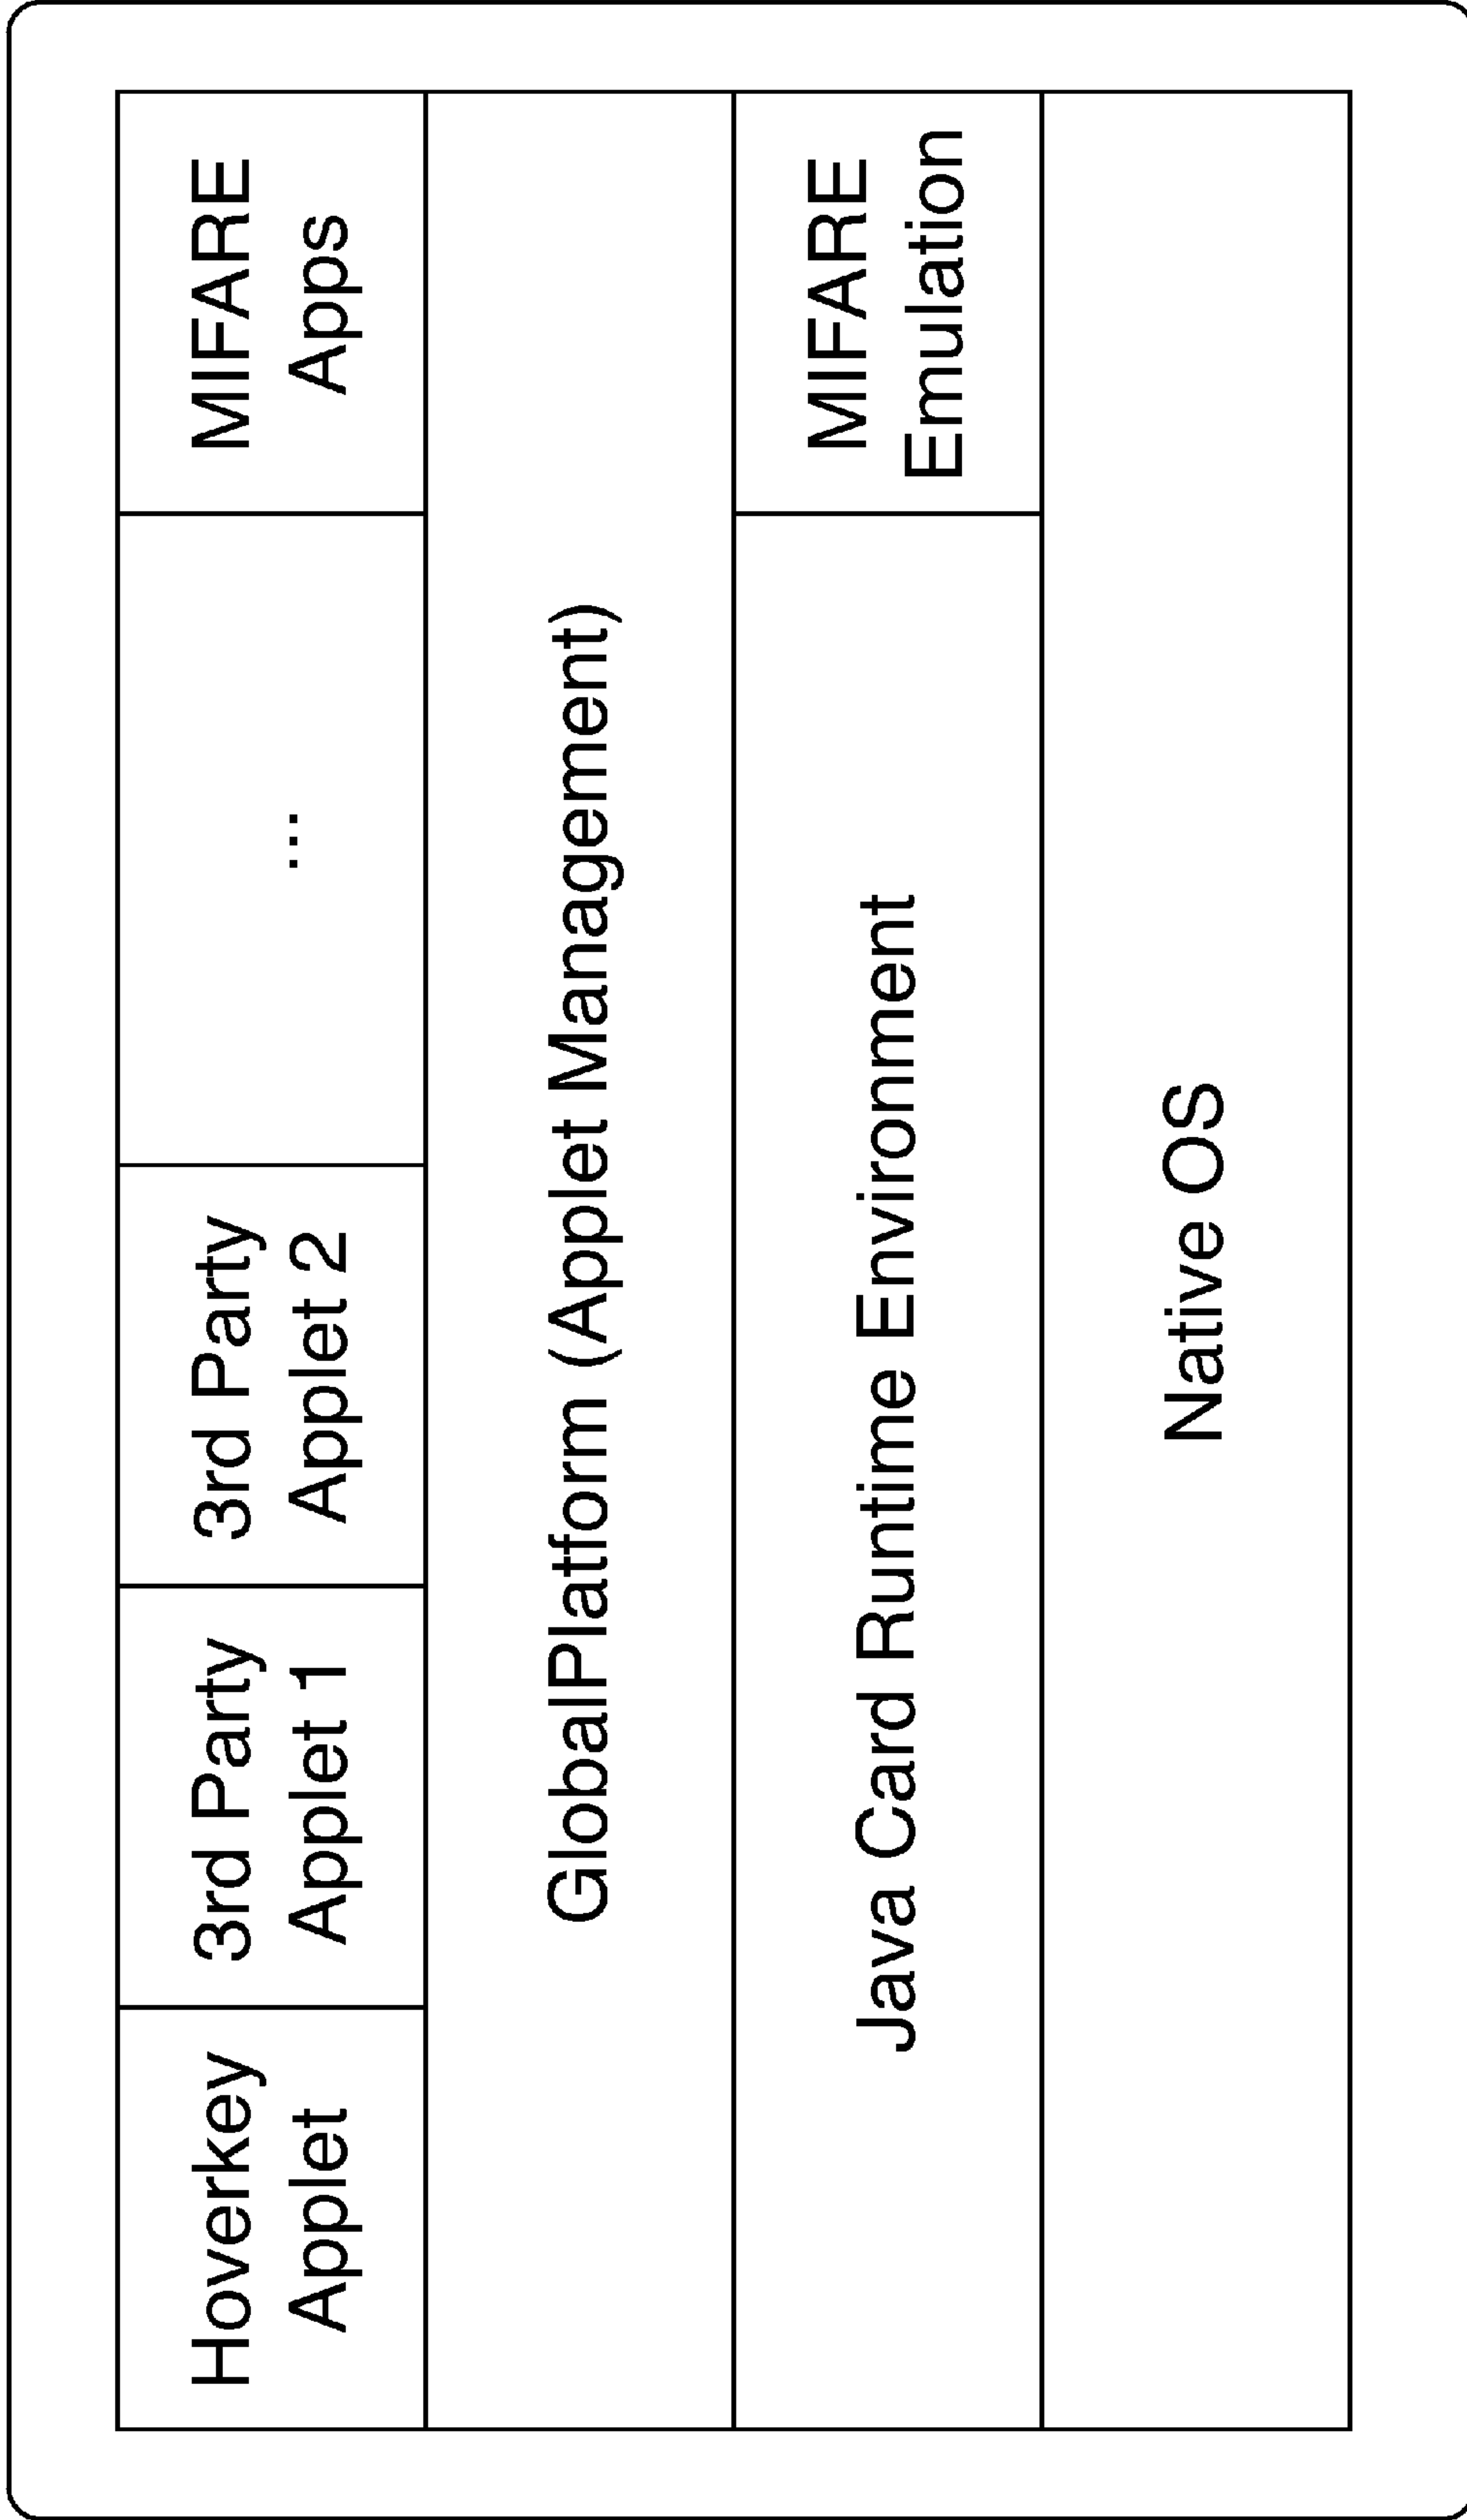 Hoverkey
Applet
3rd Party
Applet 1
3rd Party
Applet 2
...
MIFARE
Apps
GlobalPlatform (Applet Management)
Java Card Runtime Environment
MIFARE
Emulation
Native OS